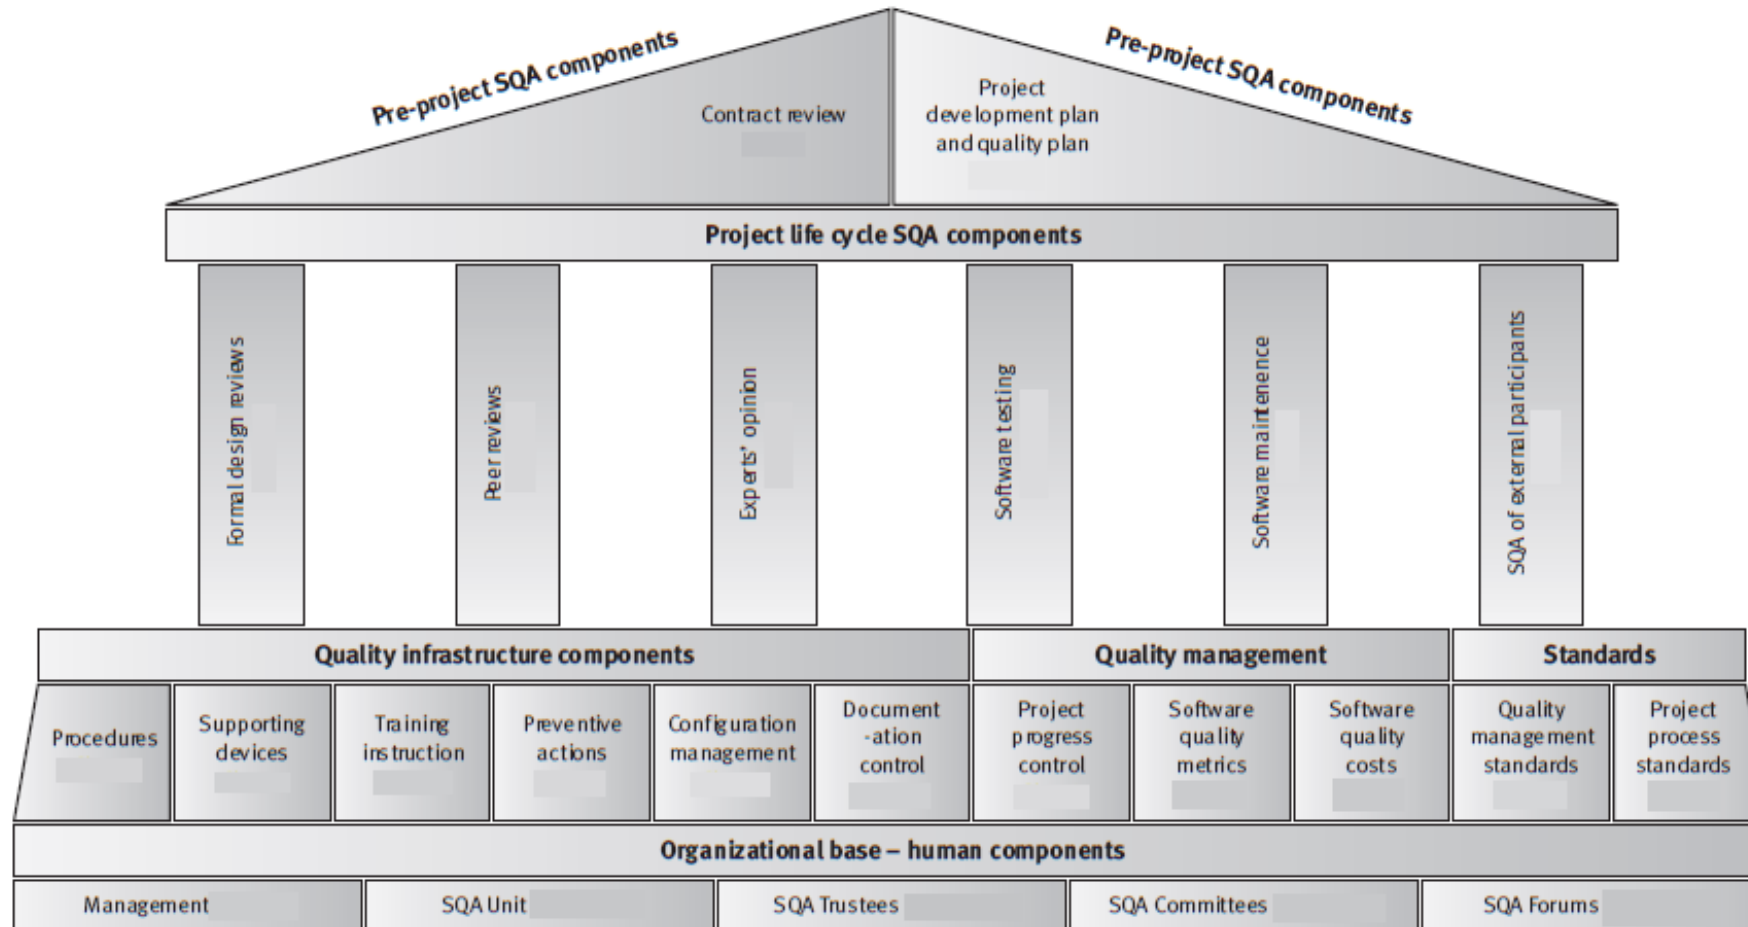 Pre-project SQA components
Pre-project SQA components
Contract review
Project
development plan
and quality plan
Project life cycle SQA components
Formal design reviews
Peer reviews
Experts' opinion
Software testing
Software maintenence
SQA of external participants
Quality infrastructure components
Quality management
Standards
Procedures
Supporting
devices
Training
instruction
Preventive
actions
Configuration
management
Document
-ation
control
Project
progress
control
Software
quality
metrics
Software
quality
costs
Quality
management
standards
Project
process
standards
Organizational base – human components
Management
SQA Unit
SQA Trustees
SQA Committees
SQA Forums